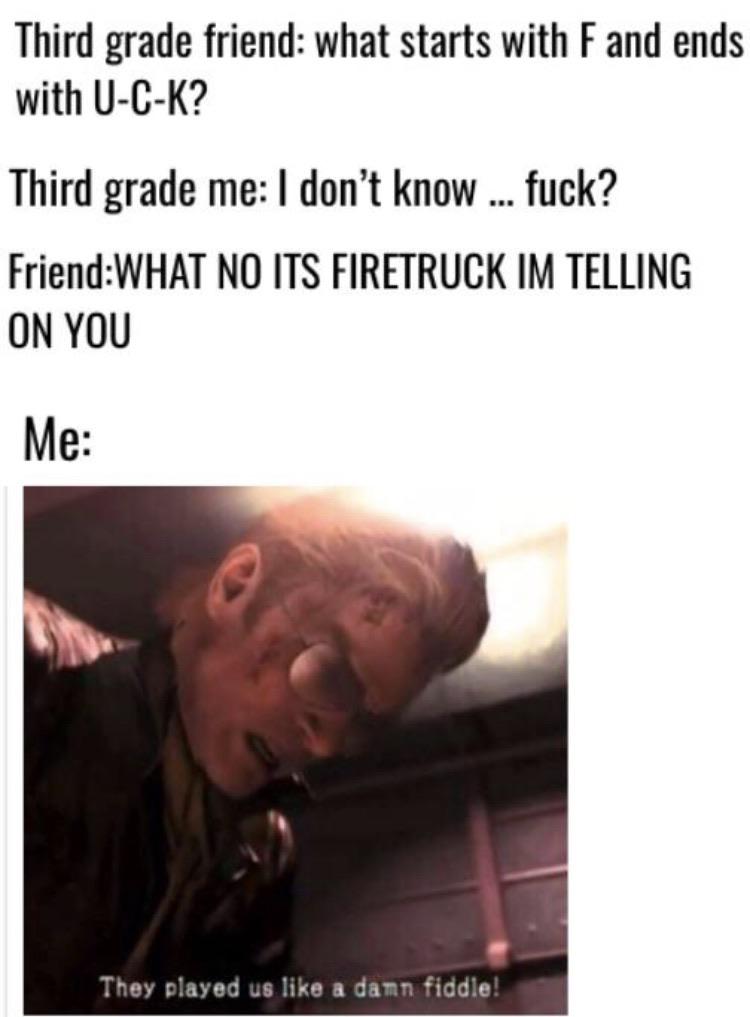 Third grade friend: what starts with F and ends
with U-C-K?
Third grade me: I don't know ... fuck?
Friend:WHAT NO ITS FIRETRUCK IM TELLING
ON YOU
Me:
They played us like a damn fiddle!